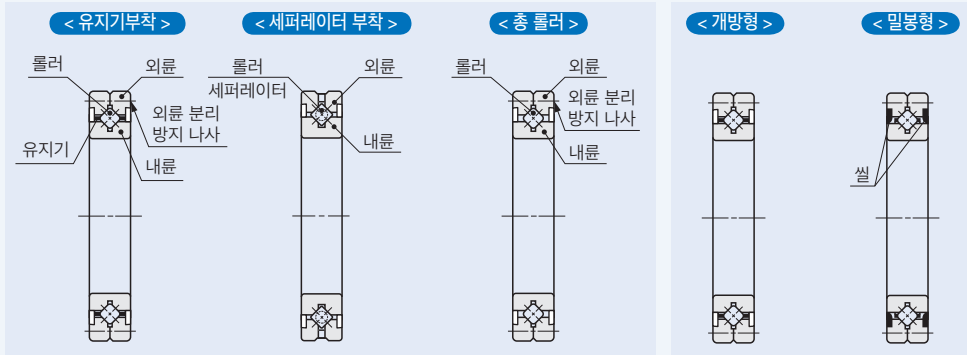 < 유지기부착 >
롤러
외륜
외륜 분리
방지 나사
유지기
내륜
< 세퍼레이터 부착 >
롤러
세퍼레이터
외륜
내륜
< 총 롤러 >
롤러
외륜
외륜 분리
방지 나사
내륜
< 개방형 >
< 밀봉형 >
씰